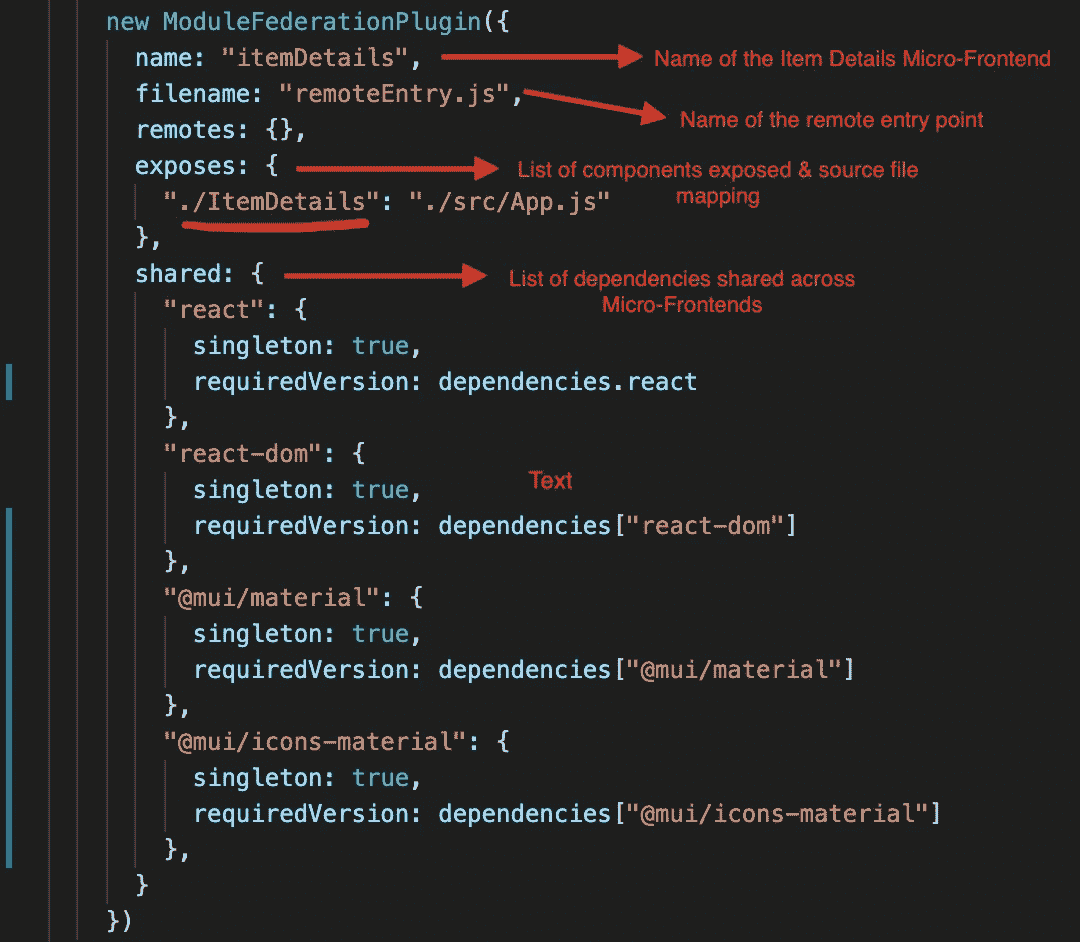 new ModuleFederationPlugin({
name: "itemDetails",
Name of the Item Details Micro-Frontend
filename: "remoteEntry.js",
Name of the remote entry point
remotes: {},
exposes: {
List of components exposed & source file
mapping
"./ItemDetails": "./src/App.js"
},
shared: {
List of dependencies shared across
Micro-Frontends
"react": {
singleton: true,
requiredVersion: dependencies.react
},
"react-dom": {
Text
singleton: true,
requiredVersion: dependencies["react-dom"]
},
"@mui/material": {
singleton: true,
requiredVersion: dependencies["@mui/material"]
},
"@mui/icons-material": {
singleton: true,
requiredVersion: dependencies["@mui/icons-material"]
},
}
})